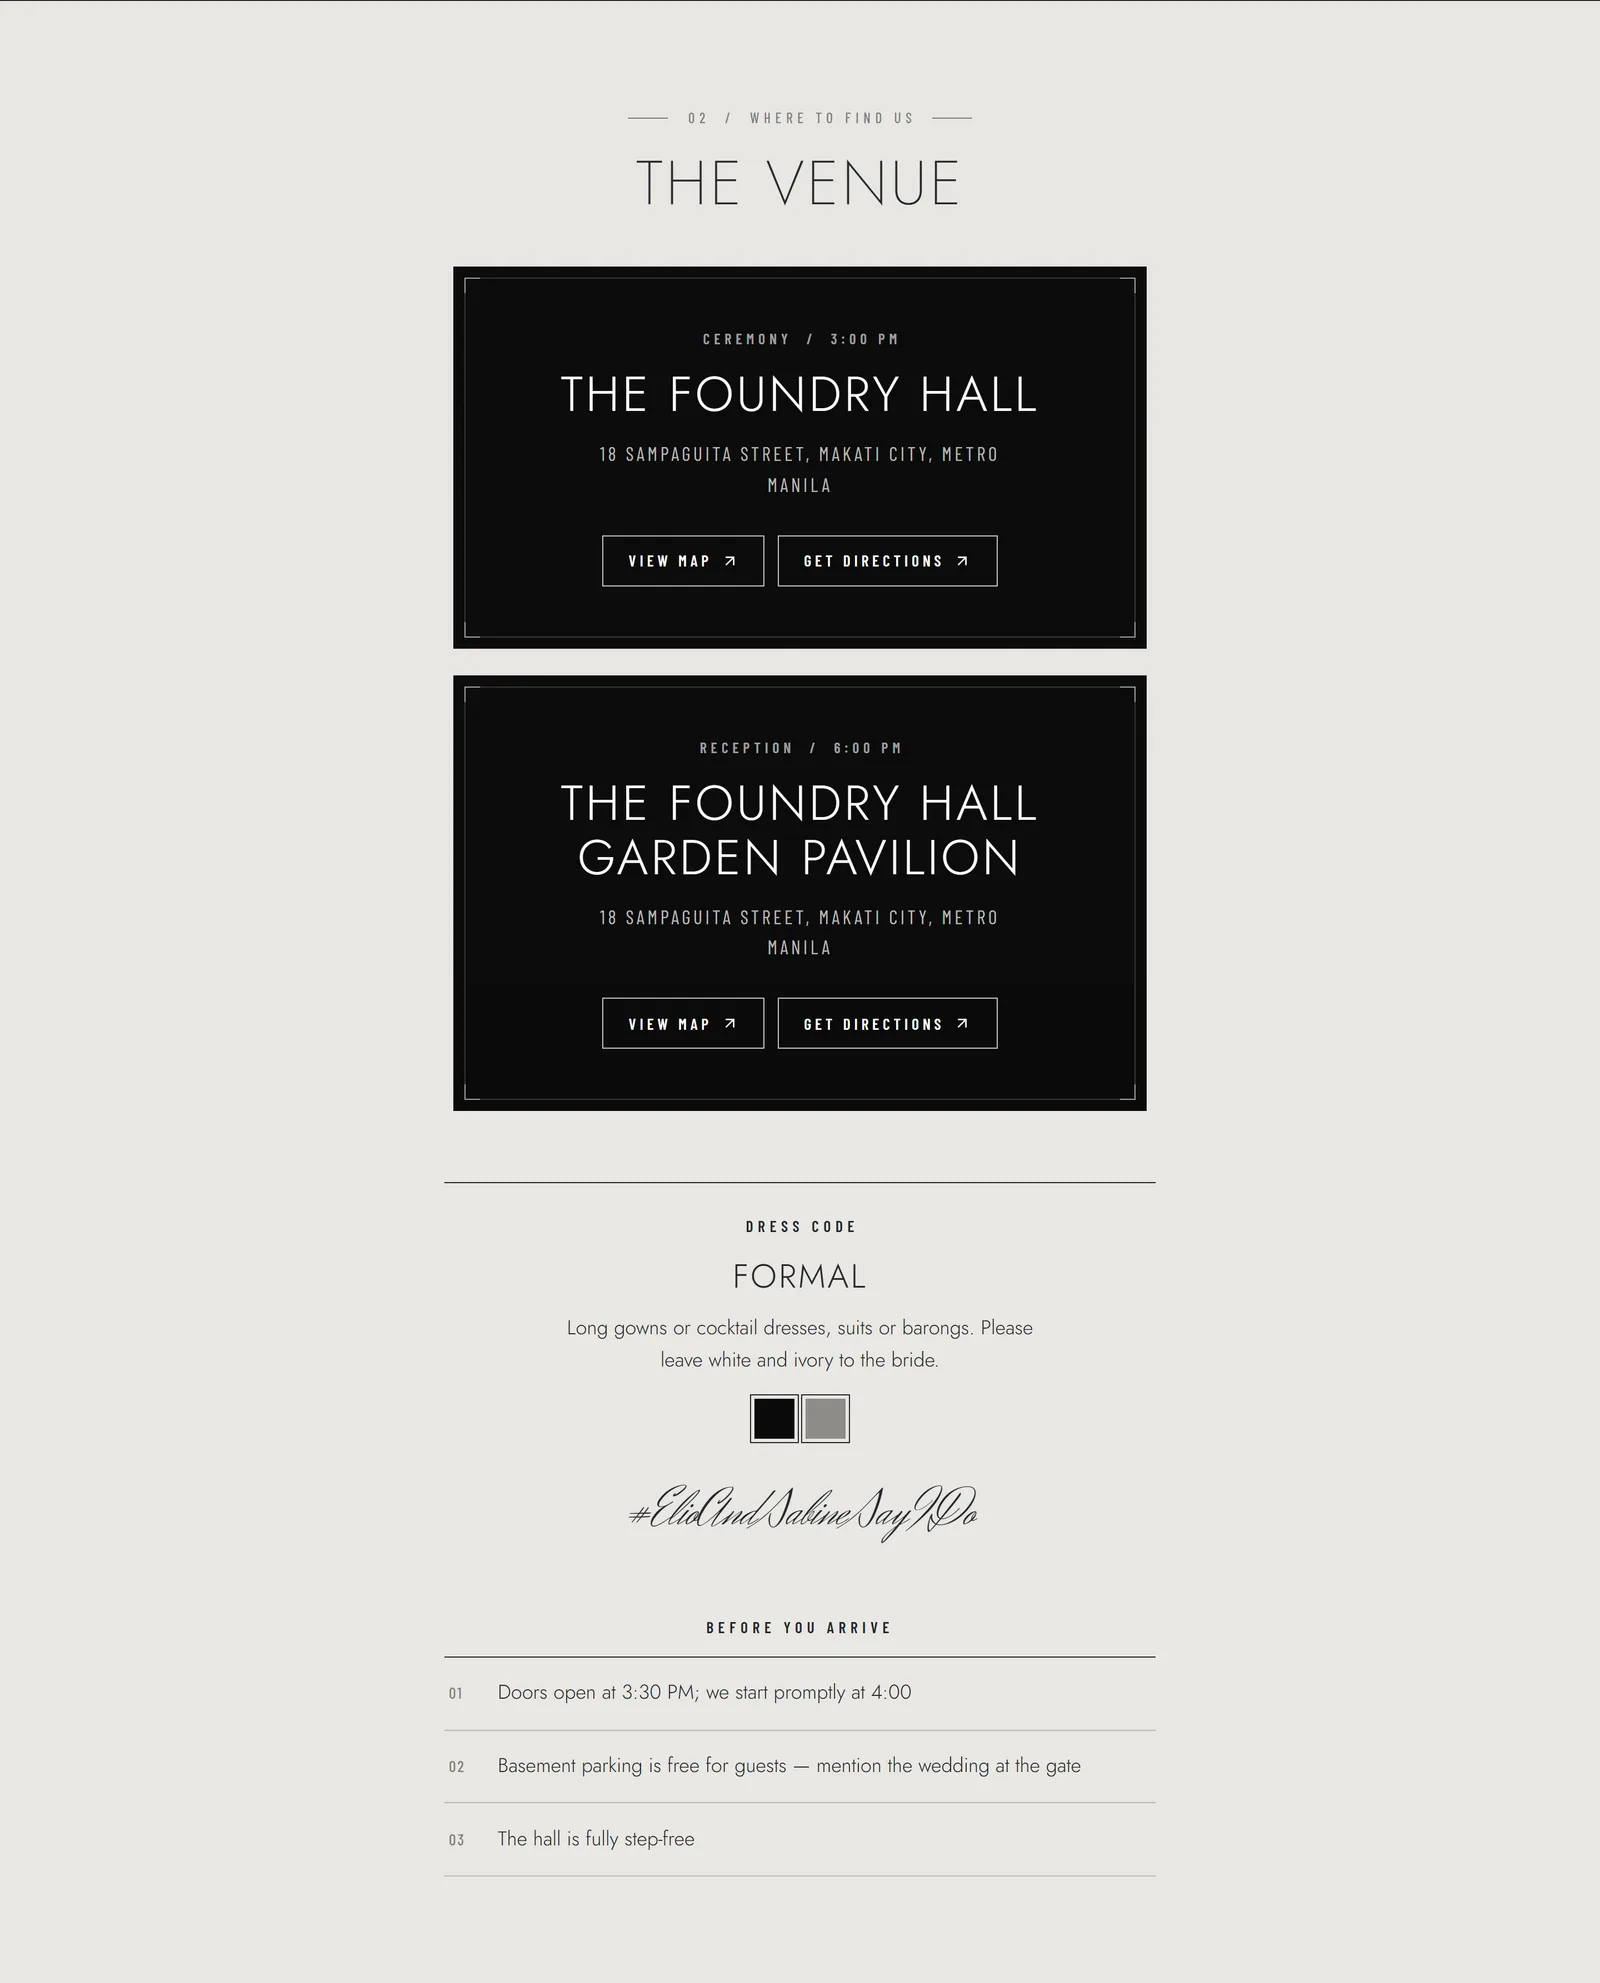 02 / WHERE TO FIND US
THE VENUE
CEREMONY / 3:00 PM
THE FOUNDRY HALL
18 SAMPAGUITA STREET, MAKATI CITY, METRO
MANILA
VIEW MAP
GET DIRECTIONS
RECEPTION / 6:00 PM
THE FOUNDRY HALL
GARDEN PAVILION
18 SAMPAGUITA STREET, MAKATI CITY, METRO
MANILA
VIEW MAP
GET DIRECTIONS
DRESS CODE
FORMAL
Long gowns or cocktail dresses, suits or barongs. Please
leave white and ivory to the bride.
#ElioAndSabineSayIDo
BEFORE YOU ARRIVE
01 Doors open at 3:30 PM; we start promptly at 4:00
02 Basement parking is free for guests — mention the wedding at the gate
03 The hall is fully step-free